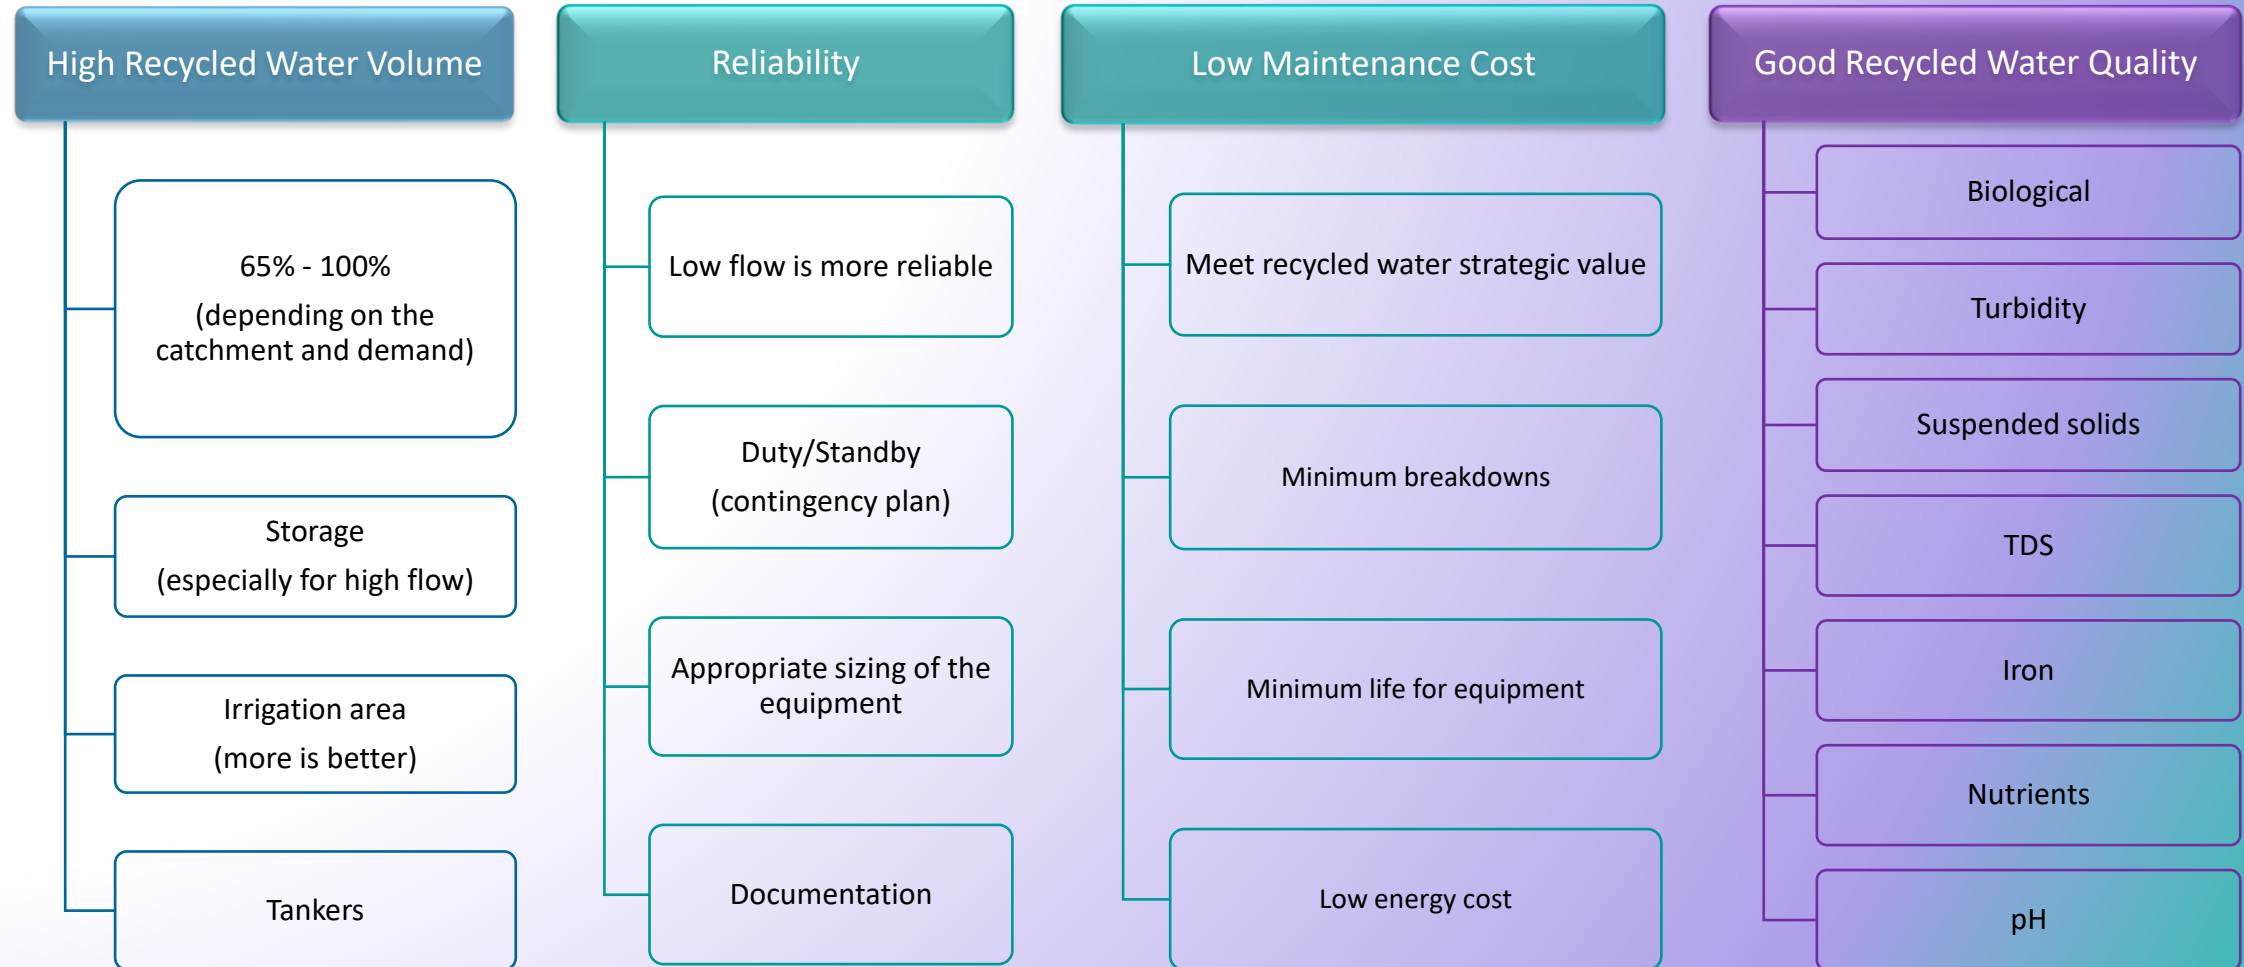 High Recycled Water Volume
65% - 100%
(depending on the
catchment and demand)
Storage
(especially for high flow)
Irrigation area
(more is better)
Tankers
Reliability
Low flow is more reliable
Duty/Standby
(contingency plan)
Appropriate sizing of the
equipment
Documentation
Low Maintenance Cost
Meet recycled water strategic value
Minimum breakdowns
Minimum life for equipment
Low energy cost
Good Recycled Water Quality
Biological
Turbidity
Suspended solids
TDS
Iron
Nutrients
pH